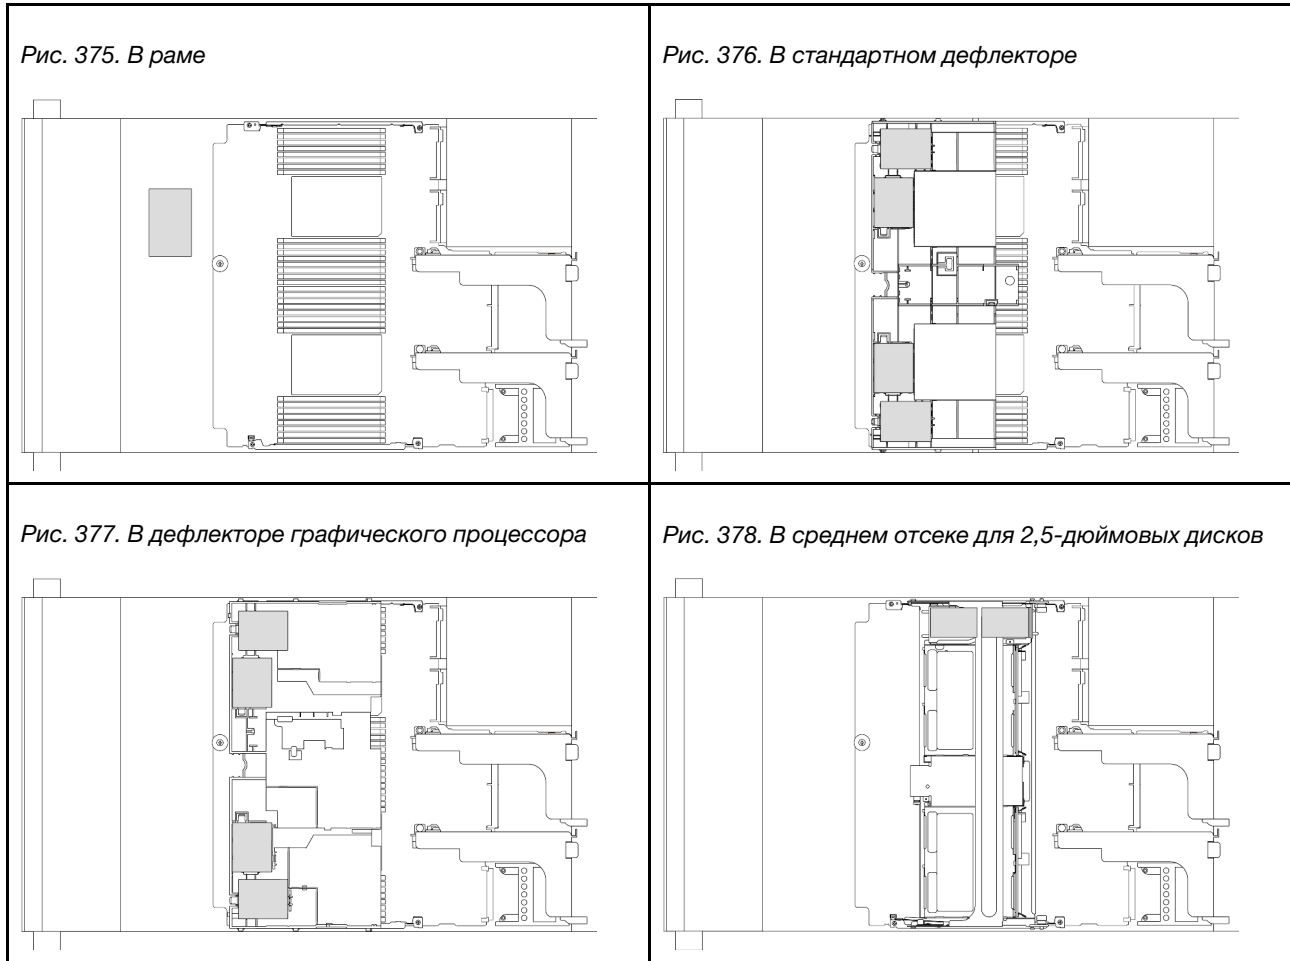 Рис. 375. В раме
Рис. 376. В стандартном дефлекторе
Рис. 377. В дефлекторе графического процессора
Рис. 378. В среднем отсеке для 2,5-дюймовых дисков